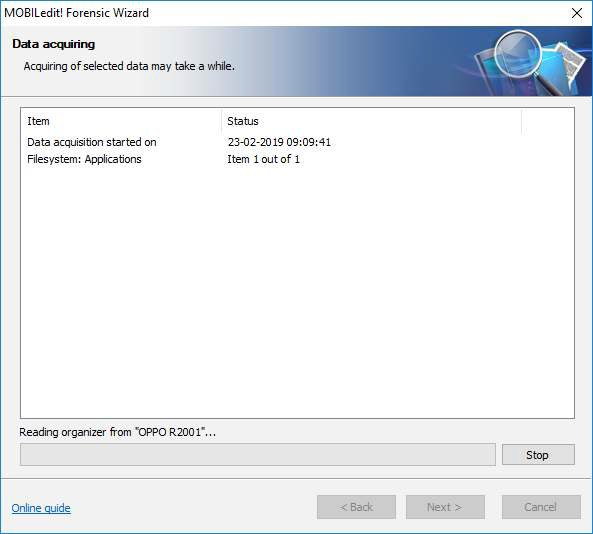 MOBILedit! Forensic Wizard
Data acquiring
Acquiring of selected data may take a while.
Item Status
Data acquisition started on 23-02-2019 09:09:41
Filesystem: Applications Item 1 out of 1
Reading organizer from "OPPO R2001"...
Stop
Online guide < Back Next > Cancel